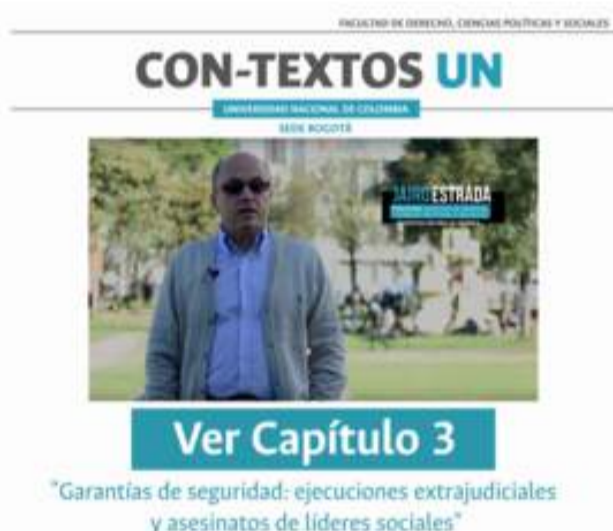 FACULTAD DE DERECHO, CIENCIAS POLÍTICAS Y SOCIALES
CON-TEXTOS UN
UNIVERSIDAD NACIONAL DE COLOMBIA
SEDE BOGOTÁ
JAIRO ESTRADA
Ver Capítulo 3
"Garantías de seguridad: ejecuciones extrajudiciales
y asesinatos de líderes sociales"